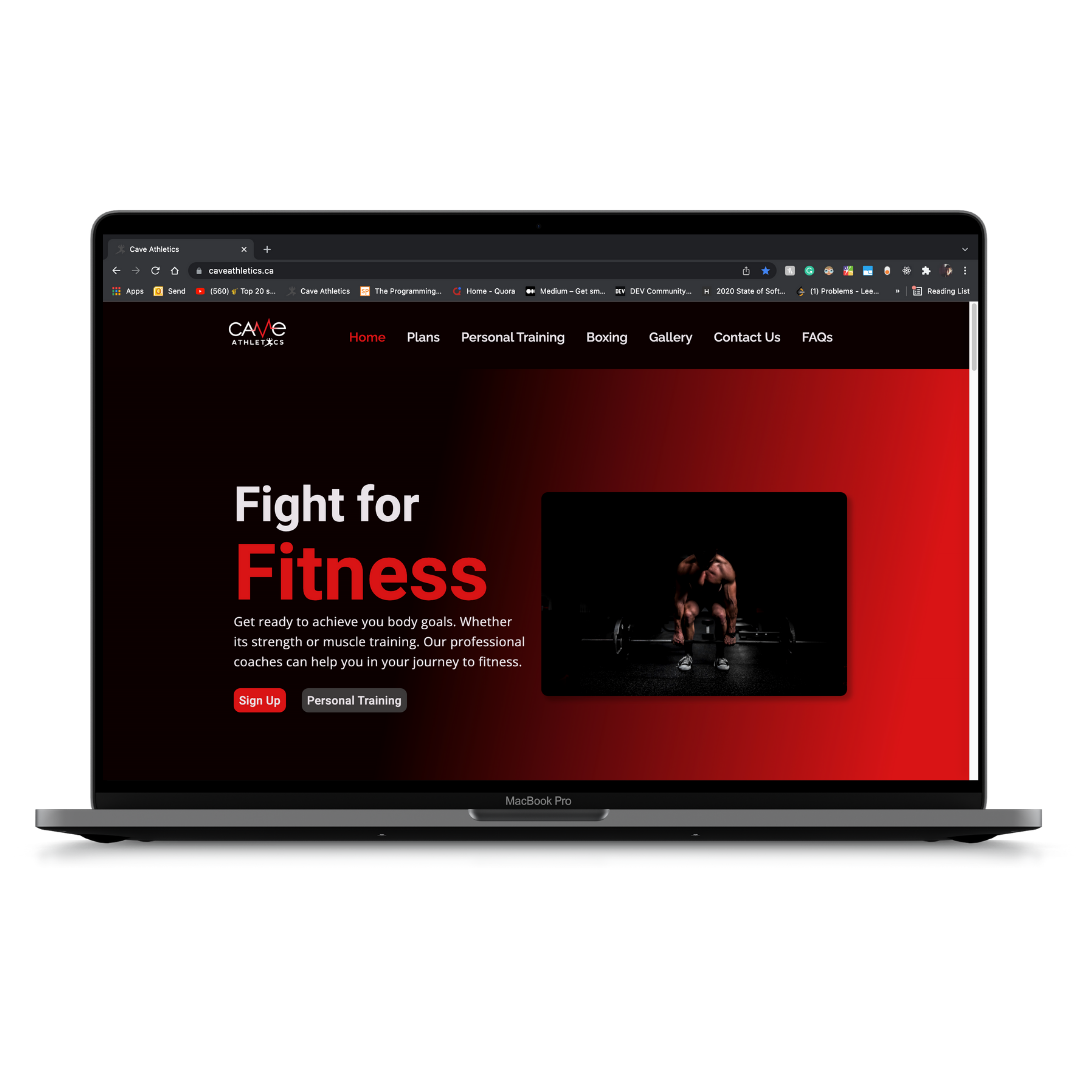 Cave Athletics
caveathletics.ca
Apps Send (560) Top 20 s... Cave Athletics The Programming... Home - Quora Medium – Get sm... DEV Community... 2020 State of Soft... (1) Problems - Lee... » Reading List
CAVE
ATHLETICS
Home Plans Personal Training Boxing Gallery Contact Us FAQs
Fight for
Fitness
Get ready to achieve you body goals. Whether
its strength or muscle training. Our professional
coaches can help you in your journey to fitness.
Sign Up Personal Training
MacBook Pro